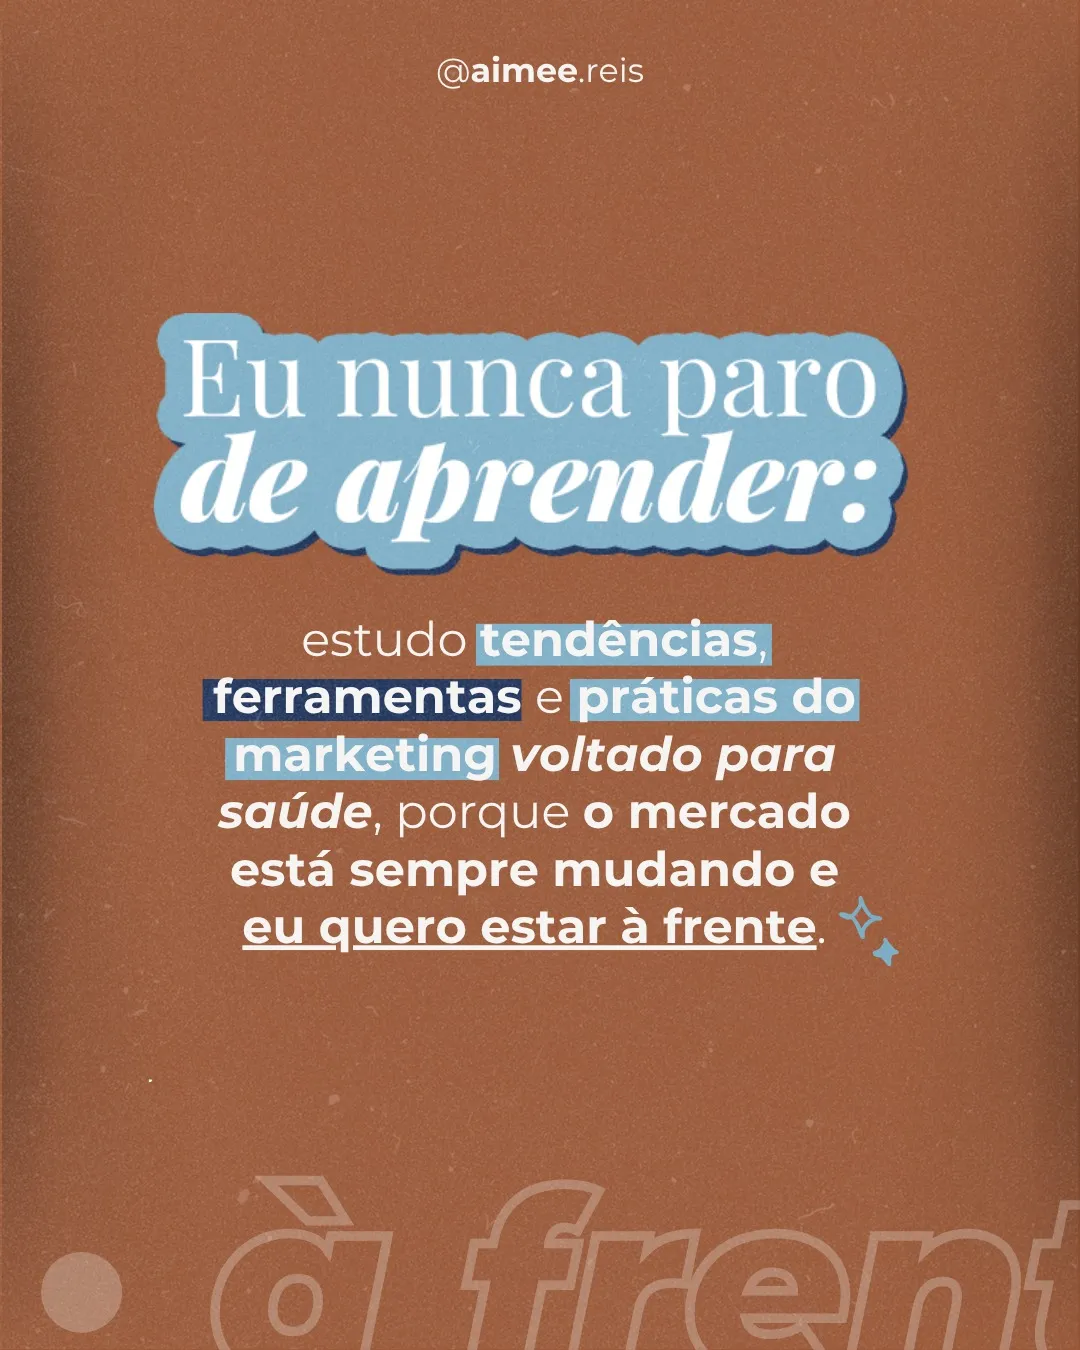 @aimee.reis
Eu nunca paro
de aprender:
estudo tendências,
ferramentas e práticas do
marketing voltado para
saúde, porque o mercado
está sempre mudando e
eu quero estar à frente.
à frent